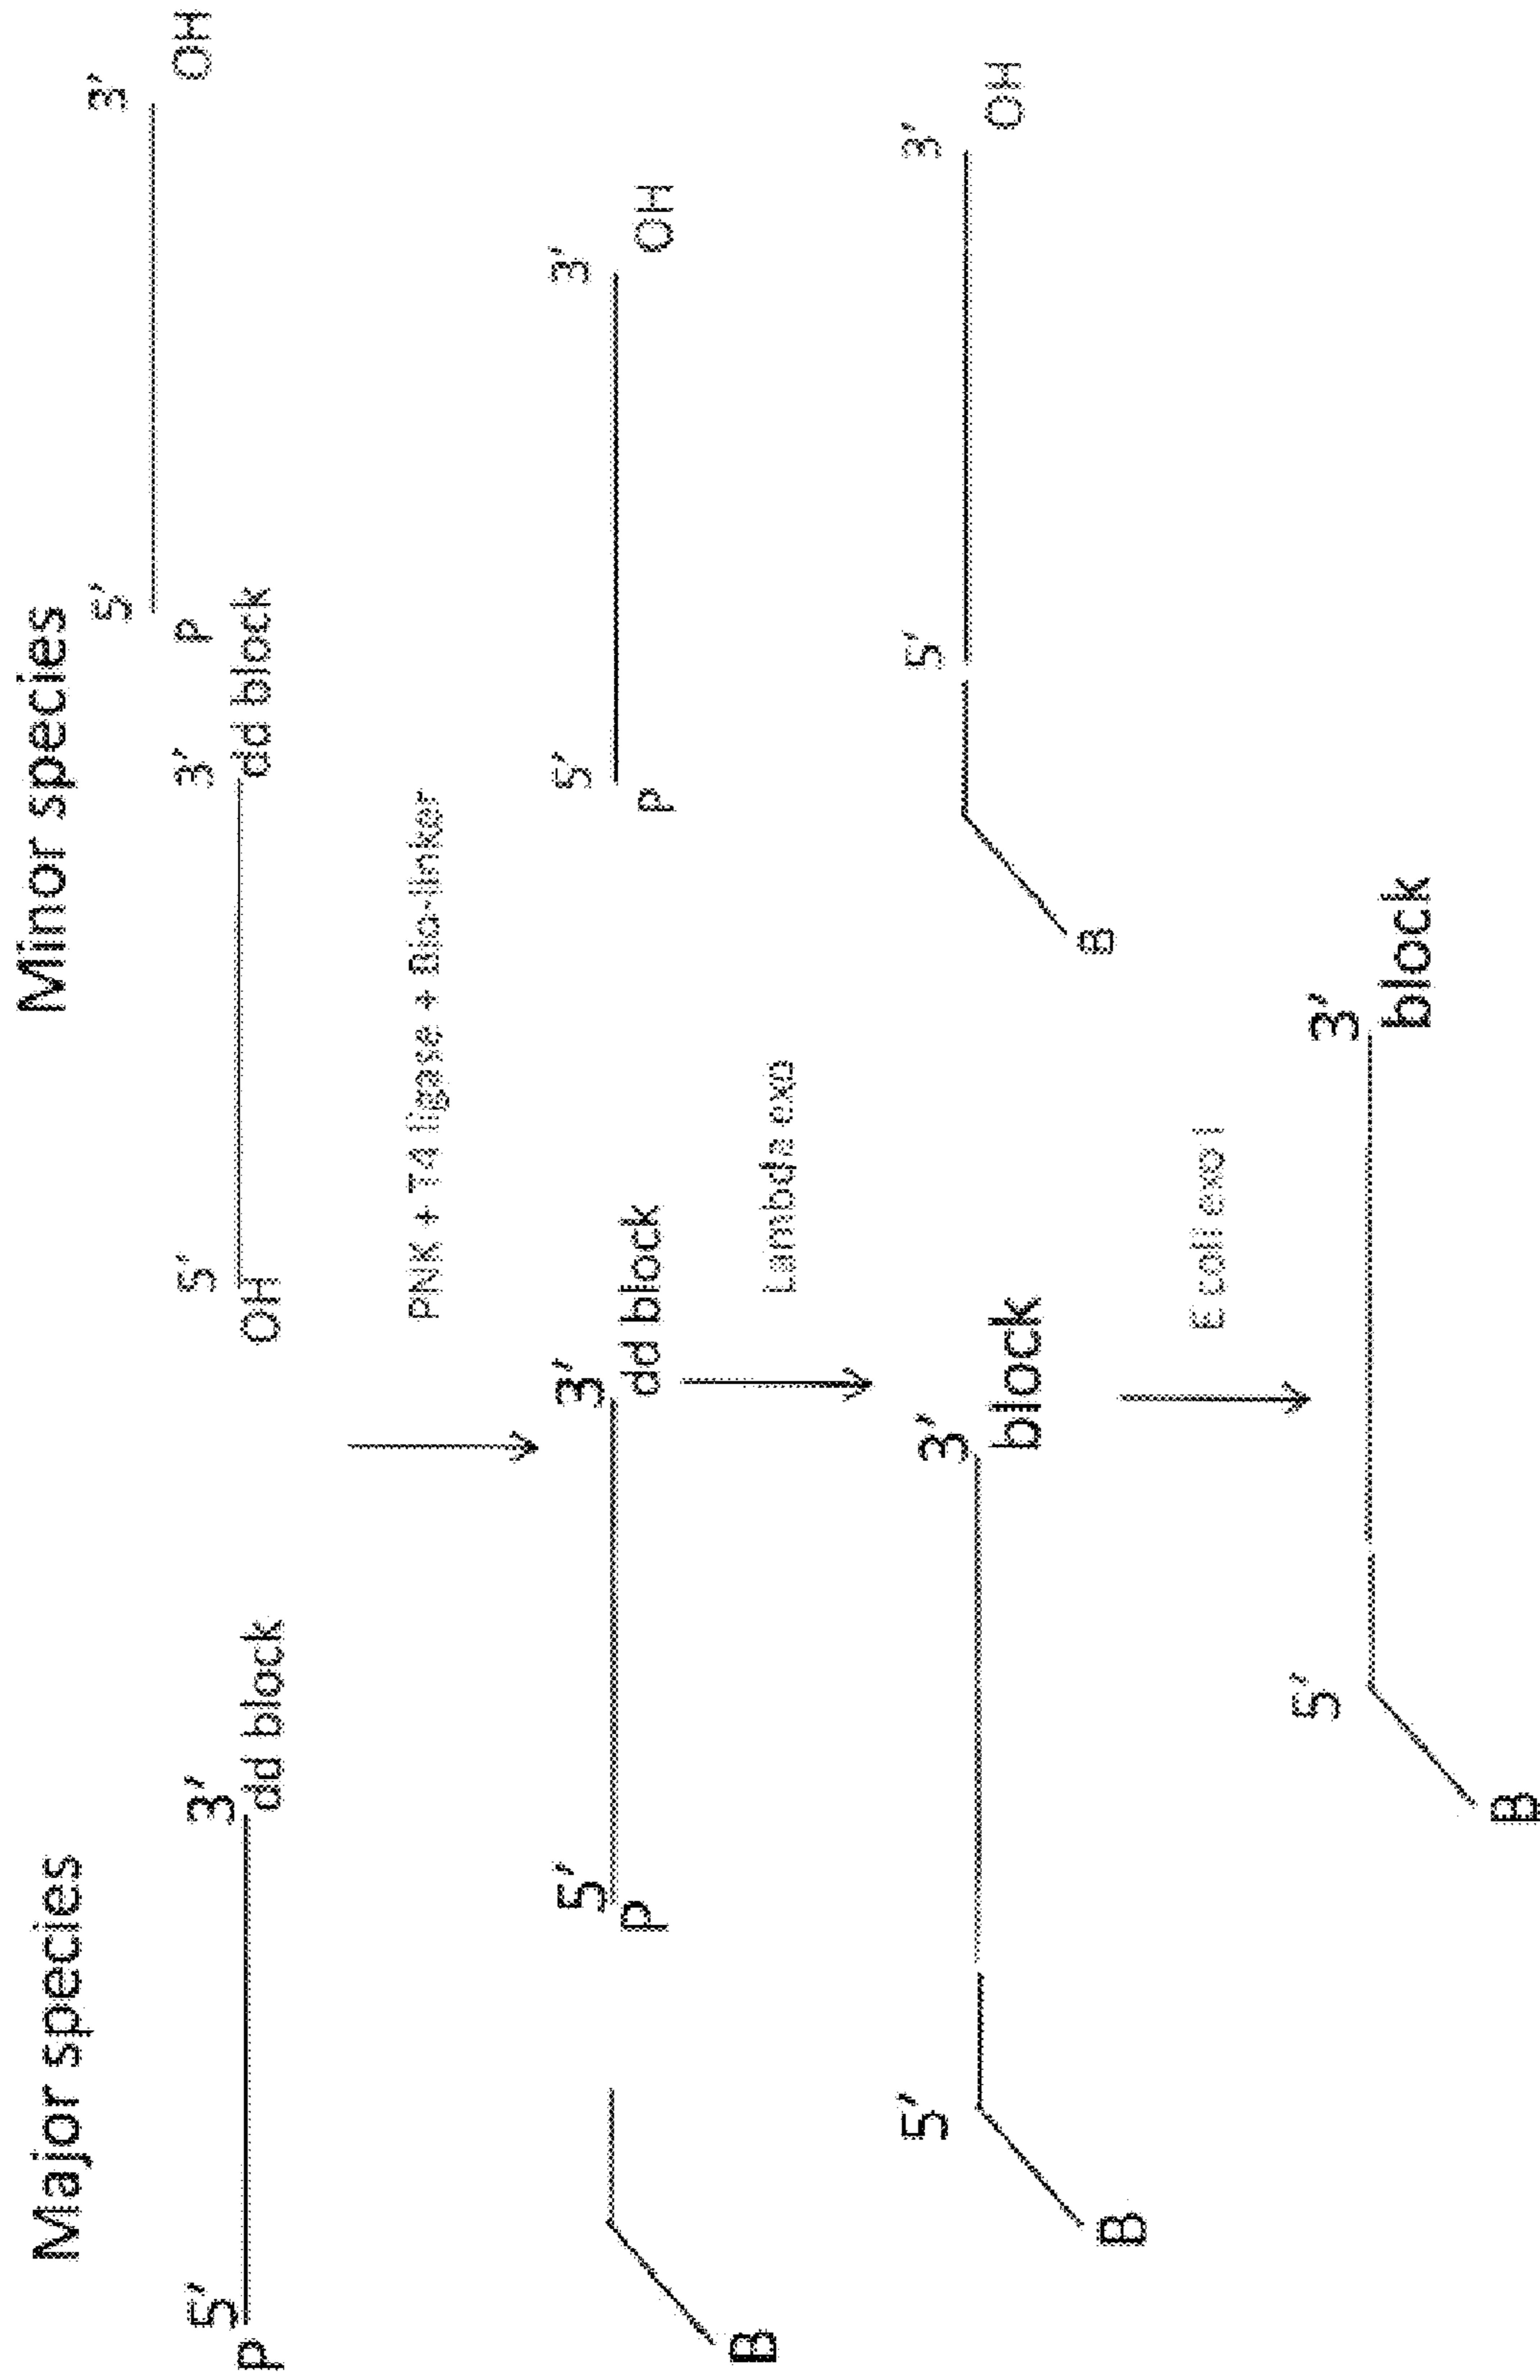 Major species
Minor species
5' 3'
P dd block
5' 3'
P OH
5' 3'
OH dd block
PNK + T4 ligase + Bio-linker
B
5' 3'
P dd block
5' 3'
P OH
Lambda exo
5' 3'
B block
5' 3'
B OH
E coli exo I
5' 3'
B block